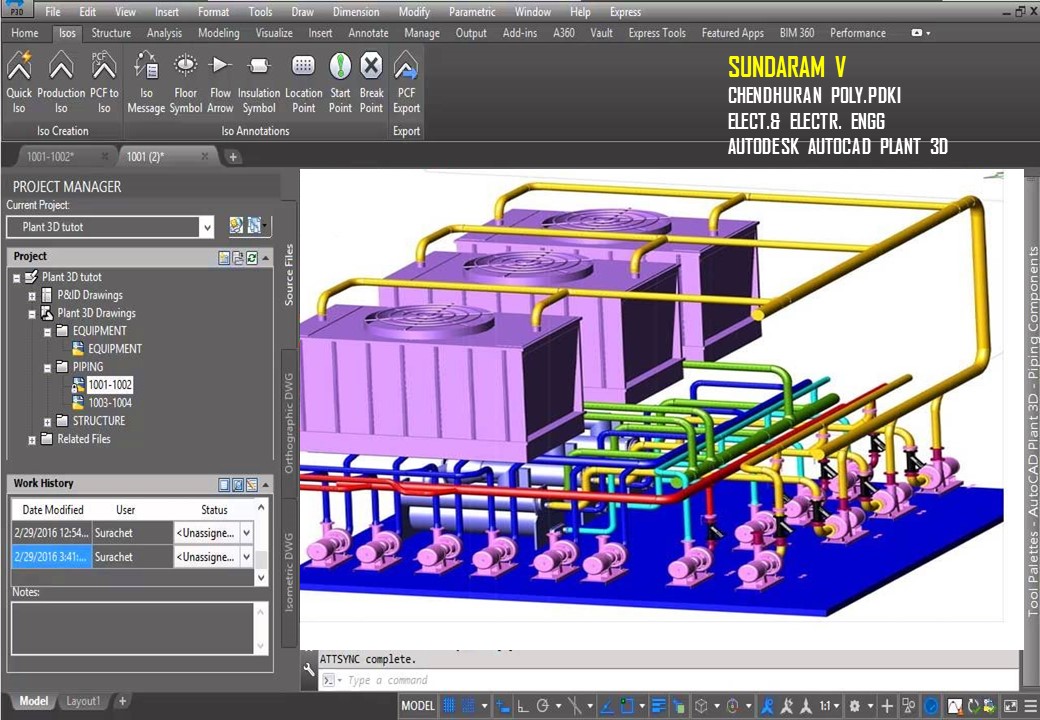 P3D
File Edit View Insert Format Tools Draw Dimension Modify Parametric Window Help Express
Home Isos Structure Analysis Modeling Visualize Insert Annotate Manage Output Add-ins A360 Vault Express Tools Featured Apps BIM 360 Performance
PCF
Quick Iso Production Iso PCF to Iso Iso Message Floor Symbol Flow Arrow Insulation Symbol Location Point Start Point Break Point PCF Export
Iso Creation Iso Annotations Export
SUNDARAM V
CHENDHURAN POLY.PDKI
ELECT.& ELECTR. ENGG
AUTODESK AUTOCAD PLANT 3D
1001-1002* 1001 (2)*
PROJECT MANAGER
Current Project:
Plant 3D tutot
Project
Plant 3D tutot
P&ID Drawings
Plant 3D Drawings
EQUIPMENT
EQUIPMENT
PIPING
1001-1002
1003-1004
STRUCTURE
Related Files
Source Files
Orthographic DWG
Isometric DWG
Work History
Date Modified User Status
2/29/2016 12:54... Surachet <Unassigne...
2/29/2016 3:41:... Surachet <Unassigne...
Notes:
Tool Palettes - AutoCAD Plant 3D - Piping Components
ATTSYNC complete.
Type a command
Model Layout1 +
MODEL 1:1